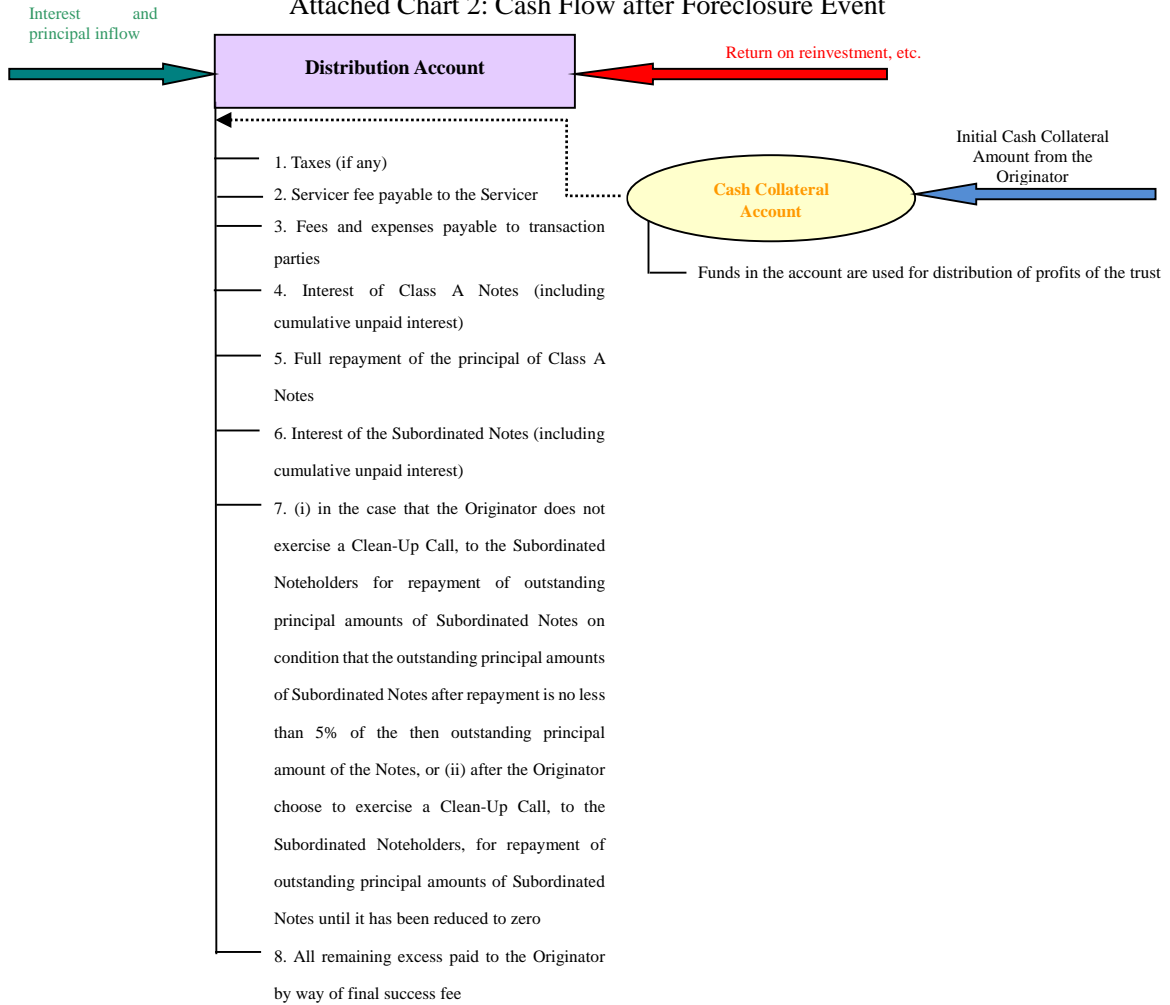 Attached Chart 2: Cash Flow after Foreclosure Event
Interest and
principal inflow
Distribution Account
Return on reinvestment, etc.
Initial Cash Collateral
Amount from the
Originator
Cash Collateral
Account
Funds in the account are used for distribution of profits of the trust
1. Taxes (if any)
2. Servicer fee payable to the Servicer
3. Fees and expenses payable to transaction
parties
4. Interest of Class A Notes (including
cumulative unpaid interest)
5. Full repayment of the principal of Class A
Notes
6. Interest of the Subordinated Notes (including
cumulative unpaid interest)
7. (i) in the case that the Originator does not
exercise a Clean-Up Call, to the Subordinated
Noteholders for repayment of outstanding
principal amounts of Subordinated Notes on
condition that the outstanding principal amounts
of Subordinated Notes after repayment is no less
than 5% of the then outstanding principal
amount of the Notes, or (ii) after the Originator
choose to exercise a Clean-Up Call, to the
Subordinated Noteholders, for repayment of
outstanding principal amounts of Subordinated
Notes until it has been reduced to zero
8. All remaining excess paid to the Originator
by way of final success fee